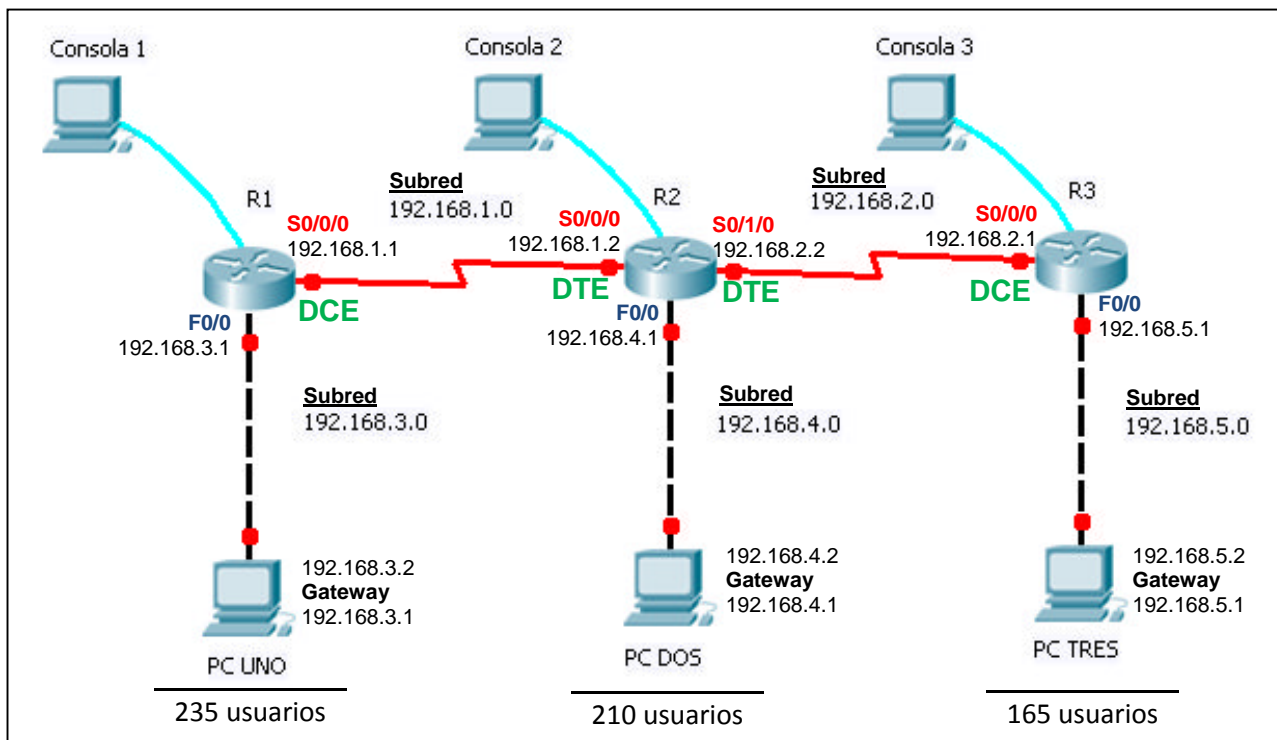 Consola 1
Consola 2
Consola 3
Subred
192.168.1.0
Subred
192.168.2.0
R1
R2
R3
S0/0/0
192.168.1.1
S0/0/0
192.168.1.2
S0/1/0
192.168.2.2
S0/0/0
192.168.2.1
DCE
DTE
DTE
DCE
F0/0
192.168.3.1
F0/0
192.168.4.1
F0/0
192.168.5.1
Subred
192.168.3.0
Subred
192.168.4.0
Subred
192.168.5.0
192.168.3.2
Gateway
192.168.3.1
192.168.4.2
Gateway
192.168.4.1
192.168.5.2
Gateway
192.168.5.1
PC UNO
PC DOS
PC TRES
235 usuarios
210 usuarios
165 usuarios